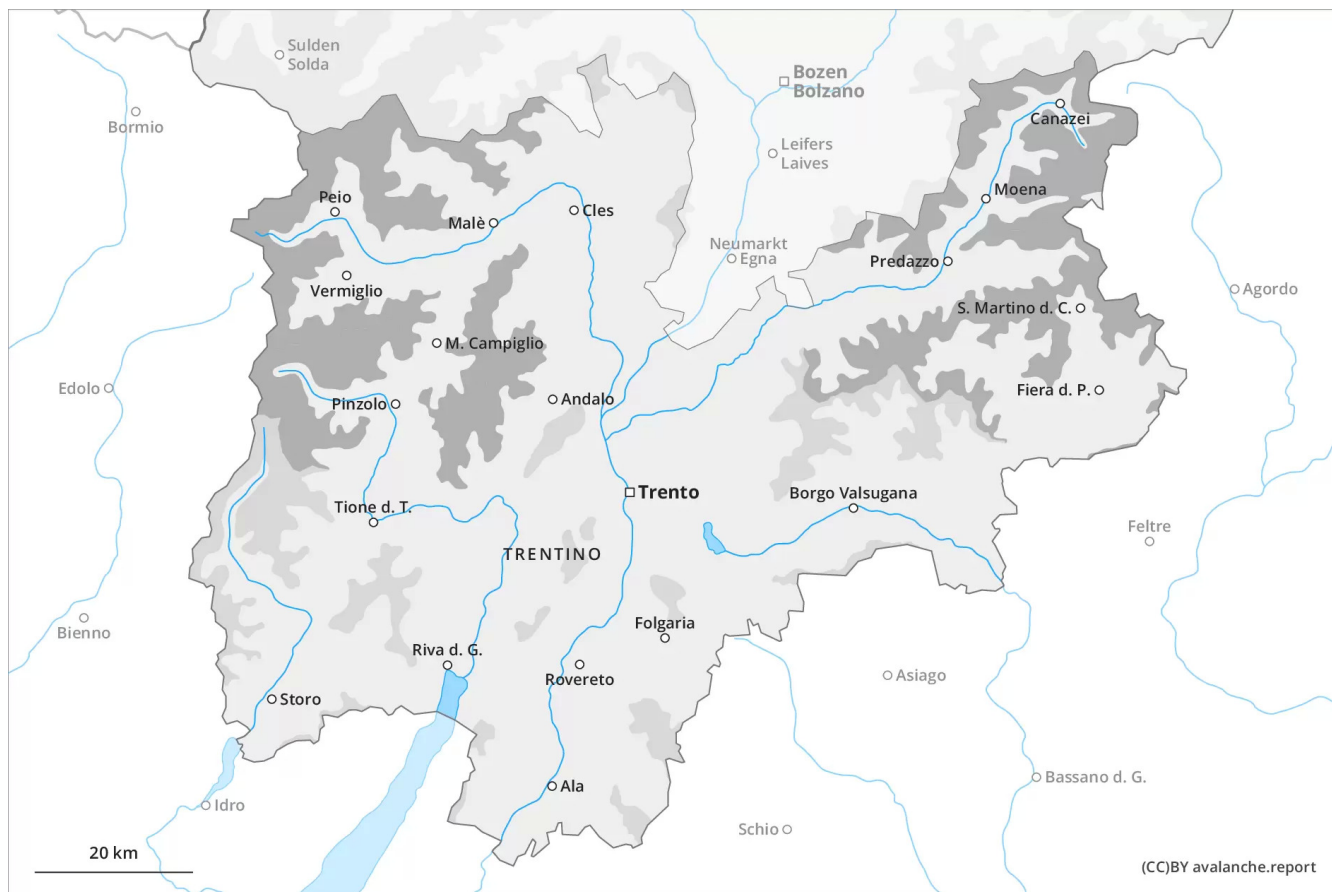 Sulden
Solda
Bozen
Bolzano
Bormio
Canazei
Leifers
Laives
Peio
Moena
Malè
Cles
Neumarkt
Egna
Predazzo
Vermiglio
Agordo
S. Martino d. C.
M. Campiglio
Edolo
Fiera d. P.
Pinzolo
Andalo
Trento
Borgo Valsugana
Tione d. T.
Feltre
TRENTINO
Bienno
Folgaria
Riva d. G.
Asiago
Rovereto
Storo
Bassano d. G.
Ala
Idro
Schio
20 km
(CC)BY avalanche.report